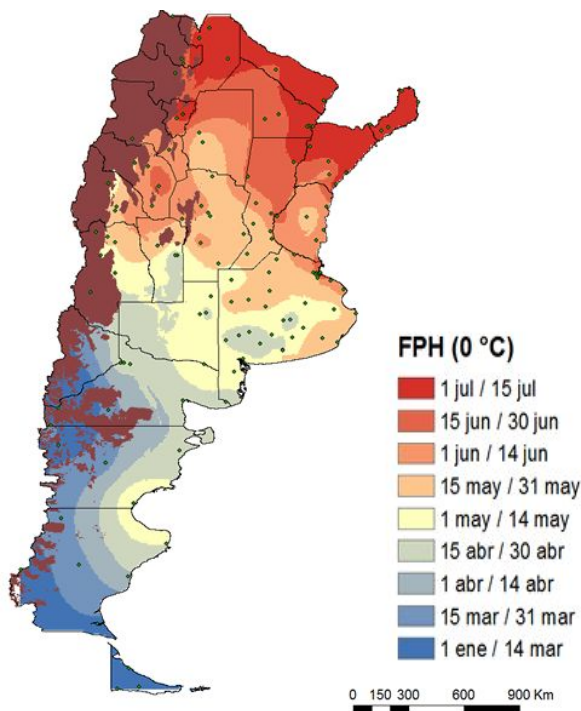 FPH (0 °C)
1 jul / 15 jul
15 jun / 30 jun
1 jun / 14 jun
15 may / 31 may
1 may / 14 may
15 abr / 30 abr
1 abr / 14 abr
15 mar / 31 mar
1 ene / 14 mar
0 150 300 600 900 Km